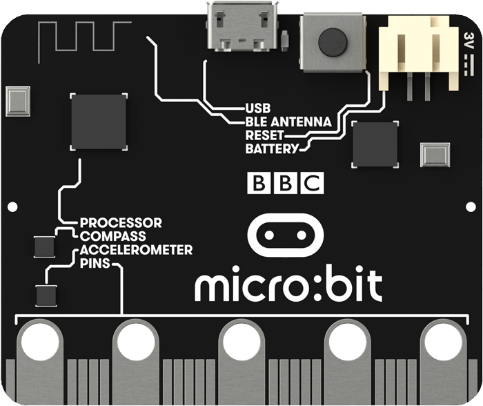 3V
USB
BLE ANTENNA
RESET
BATTERY
BBC
PROCESSOR
COMPASS
ACCELEROMETER
PINS
micro:bit